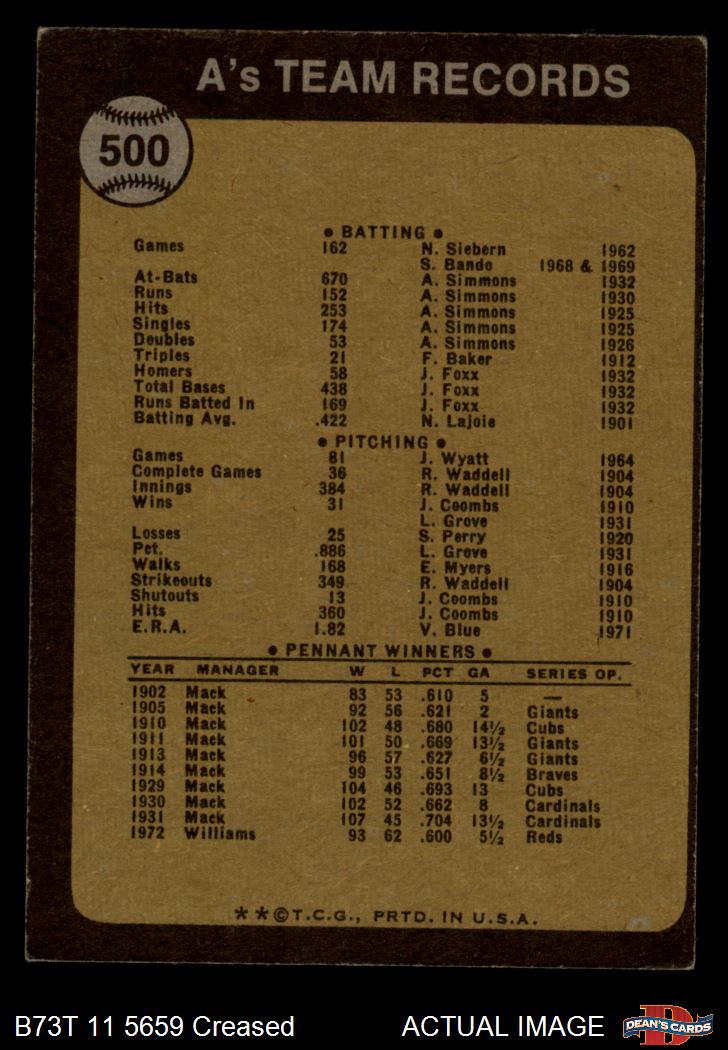 A's TEAM RECORDS
500
• BATTING •
Games 162 N. Siebern 1962
S. Bando 1968 & 1969
At-Bats 670 A. Simmons 1932
Runs 152 A. Simmons 1930
Hits 253 A. Simmons 1925
Singles 174 A. Simmons 1925
Doubles 53 A. Simmons 1926
Triples 21 F. Baker 1912
Homers 58 J. Foxx 1932
Total Bases 438 J. Foxx 1932
Runs Batted In 169 J. Foxx 1932
Batting Avg. .422 N. Lajoie 1901
• PITCHING •
Games 81 J. Wyatt 1964
Complete Games 36 R. Waddell 1904
Innings 384 R. Waddell 1904
Wins 31 J. Coombs 1910
L. Grove 1931
Losses 25 S. Perry 1920
Pct. .886 L. Grove 1931
Walks 168 E. Myers 1916
Strikeouts 349 R. Waddell 1904
Shutouts 13 J. Coombs 1910
Hits 360 J. Coombs 1910
E.R.A. 1.82 V. Blue 1971
• PENNANT WINNERS •
YEAR MANAGER W L PCT GA SERIES OP.
1902 Mack 83 53 .610 5 —
1905 Mack 92 56 .621 2 Giants
1910 Mack 102 48 .680 14½ Cubs
1911 Mack 101 50 .669 13½ Giants
1913 Mack 96 57 .627 6½ Giants
1914 Mack 99 53 .651 8½ Braves
1929 Mack 104 46 .693 13 Cubs
1930 Mack 102 52 .662 8 Cardinals
1931 Mack 107 45 .704 13½ Cardinals
1972 Williams 93 62 .600 5½ Reds
* * © T.C.G., PRTD. IN U.S.A.
B73T 11 5659 Creased ACTUAL IMAGE
D
DEAN'S CARDS